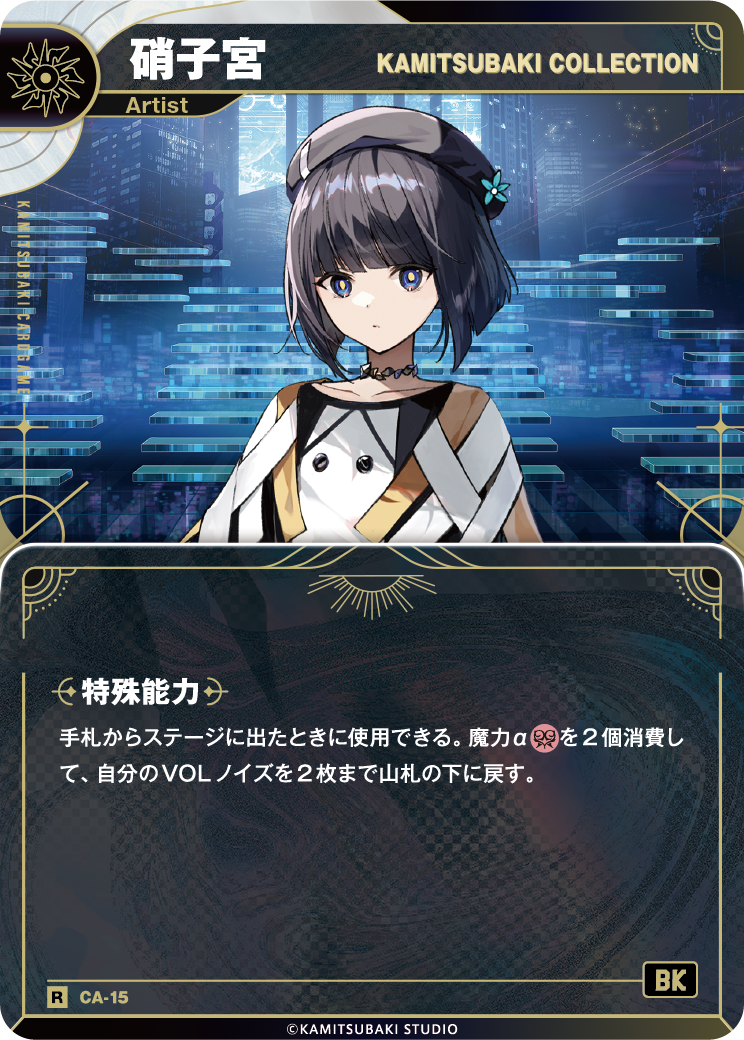 硝子宮
KAMITSUBAKI COLLECTION
Artist
KAMITSUBAKI CARDGAME
特殊能力
手札からステージに出たときに使用できる。魔力αを2個消費し
て、自分のVOLノイズを2枚まで山札の下に戻す。
R CA-15
BK
©KAMITSUBAKI STUDIO